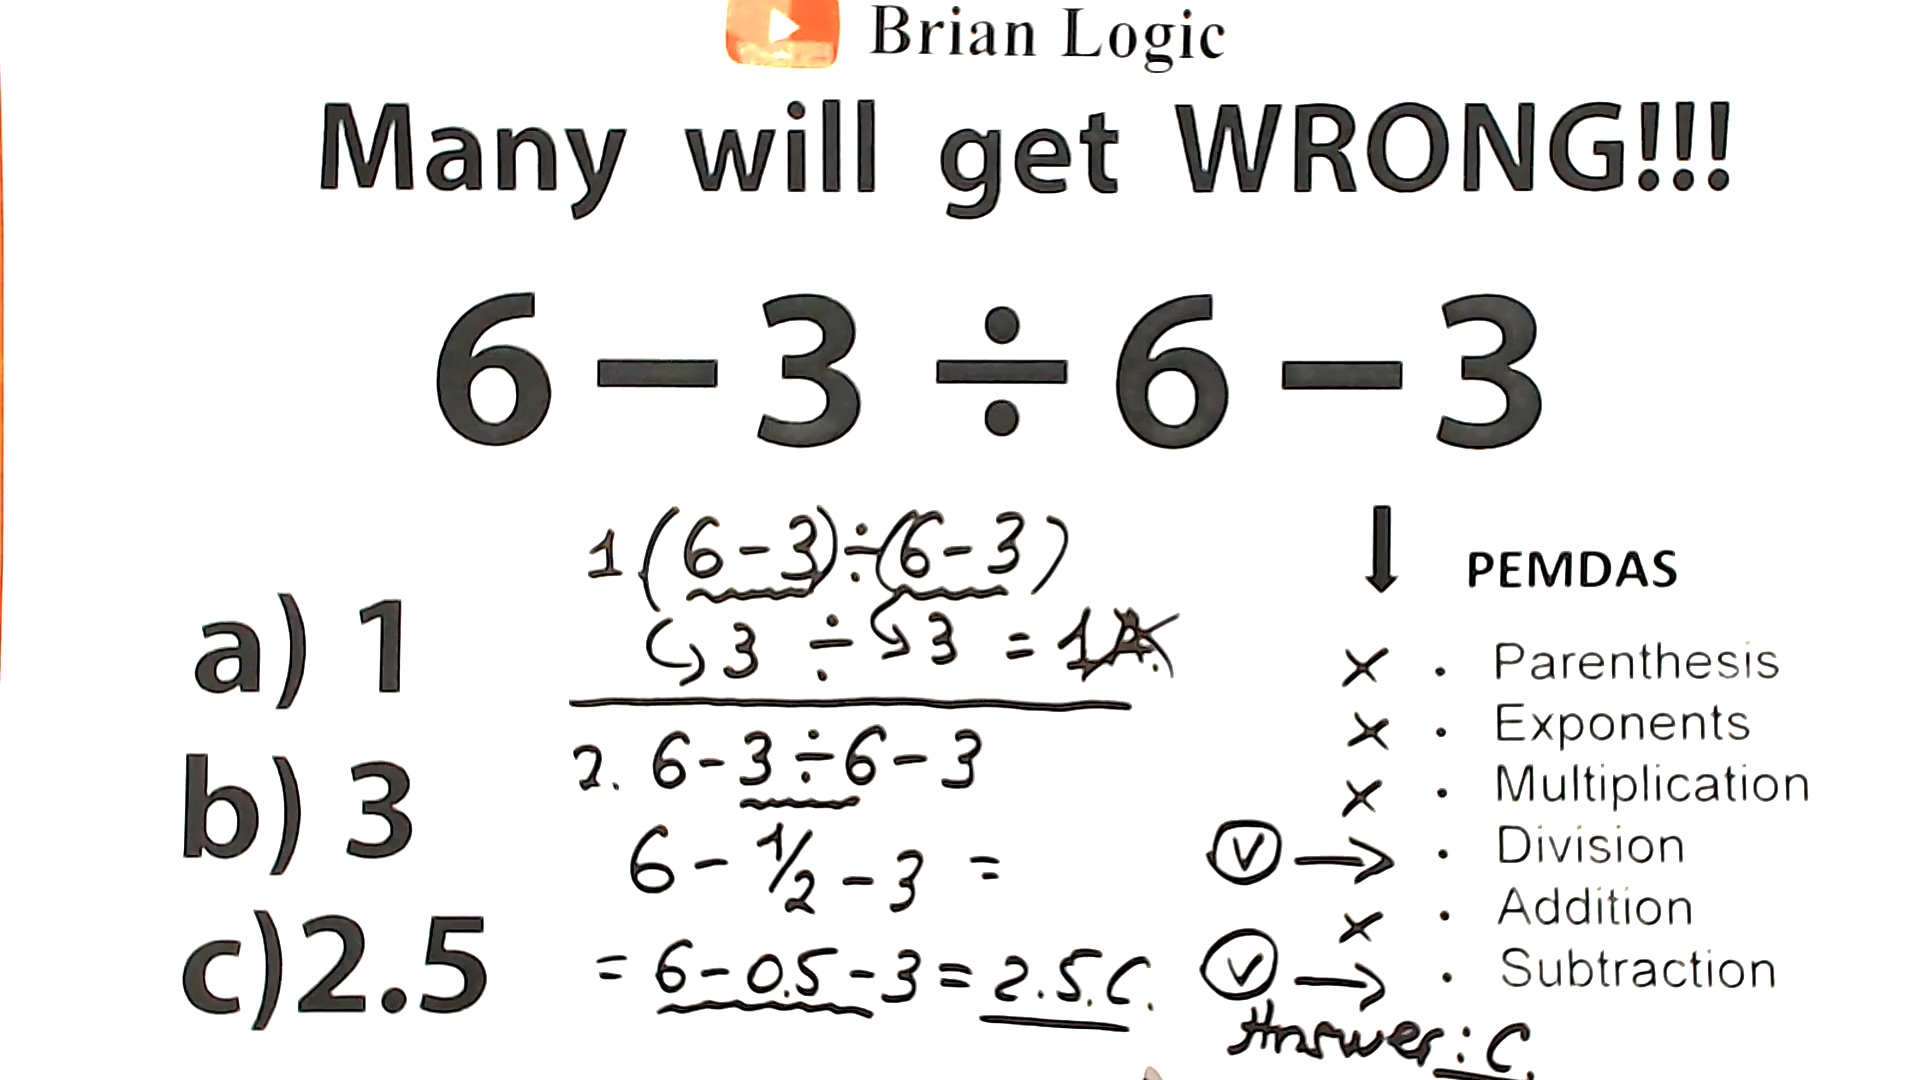 Brian Logic
Many will get WRONG!!!
6 − 3 ÷ 6 − 3
a) 1
b) 3
c) 2.5
1 (6 − 3) ÷ (6 − 3)
3 ÷ 3 = 1
2. 6 − 3 ÷ 6 − 3
6 − 1/2 − 3 =
= 6 − 0.5 − 3 = 2.5. C.
PEMDAS
x • Parenthesis
x • Exponents
x • Multiplication
V → • Division
x • Addition
V → • Subtraction
Answer: C.